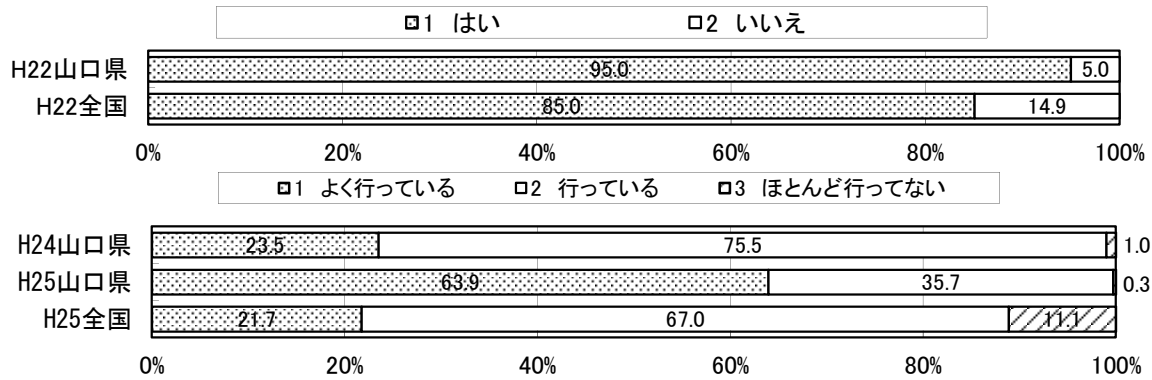 1 はい 2 いいえ
H22山口県 95.0 5.0
H22全国 85.0 14.9
0% 20% 40% 60% 80% 100%
1 よく行っている 2 行っている 3 ほとんど行ってない
H24山口県 23.5 75.5 1.0
H25山口県 63.9 35.7 0.3
H25全国 21.7 67.0 11.1
0% 20% 40% 60% 80% 100%